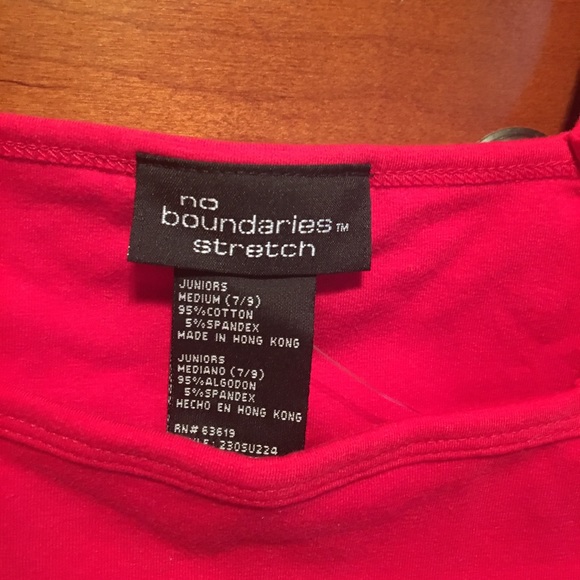 no
boundaries™
stretch
JUNIORS
MEDIUM (7/9)
95%COTTON
5%SPANDEX
MADE IN HONG KONG
JUNIORS
MEDIANO (7/9)
95%ALGODON
5%SPANDEX
HECHO EN HONG KONG
RN# 63619
230SU224